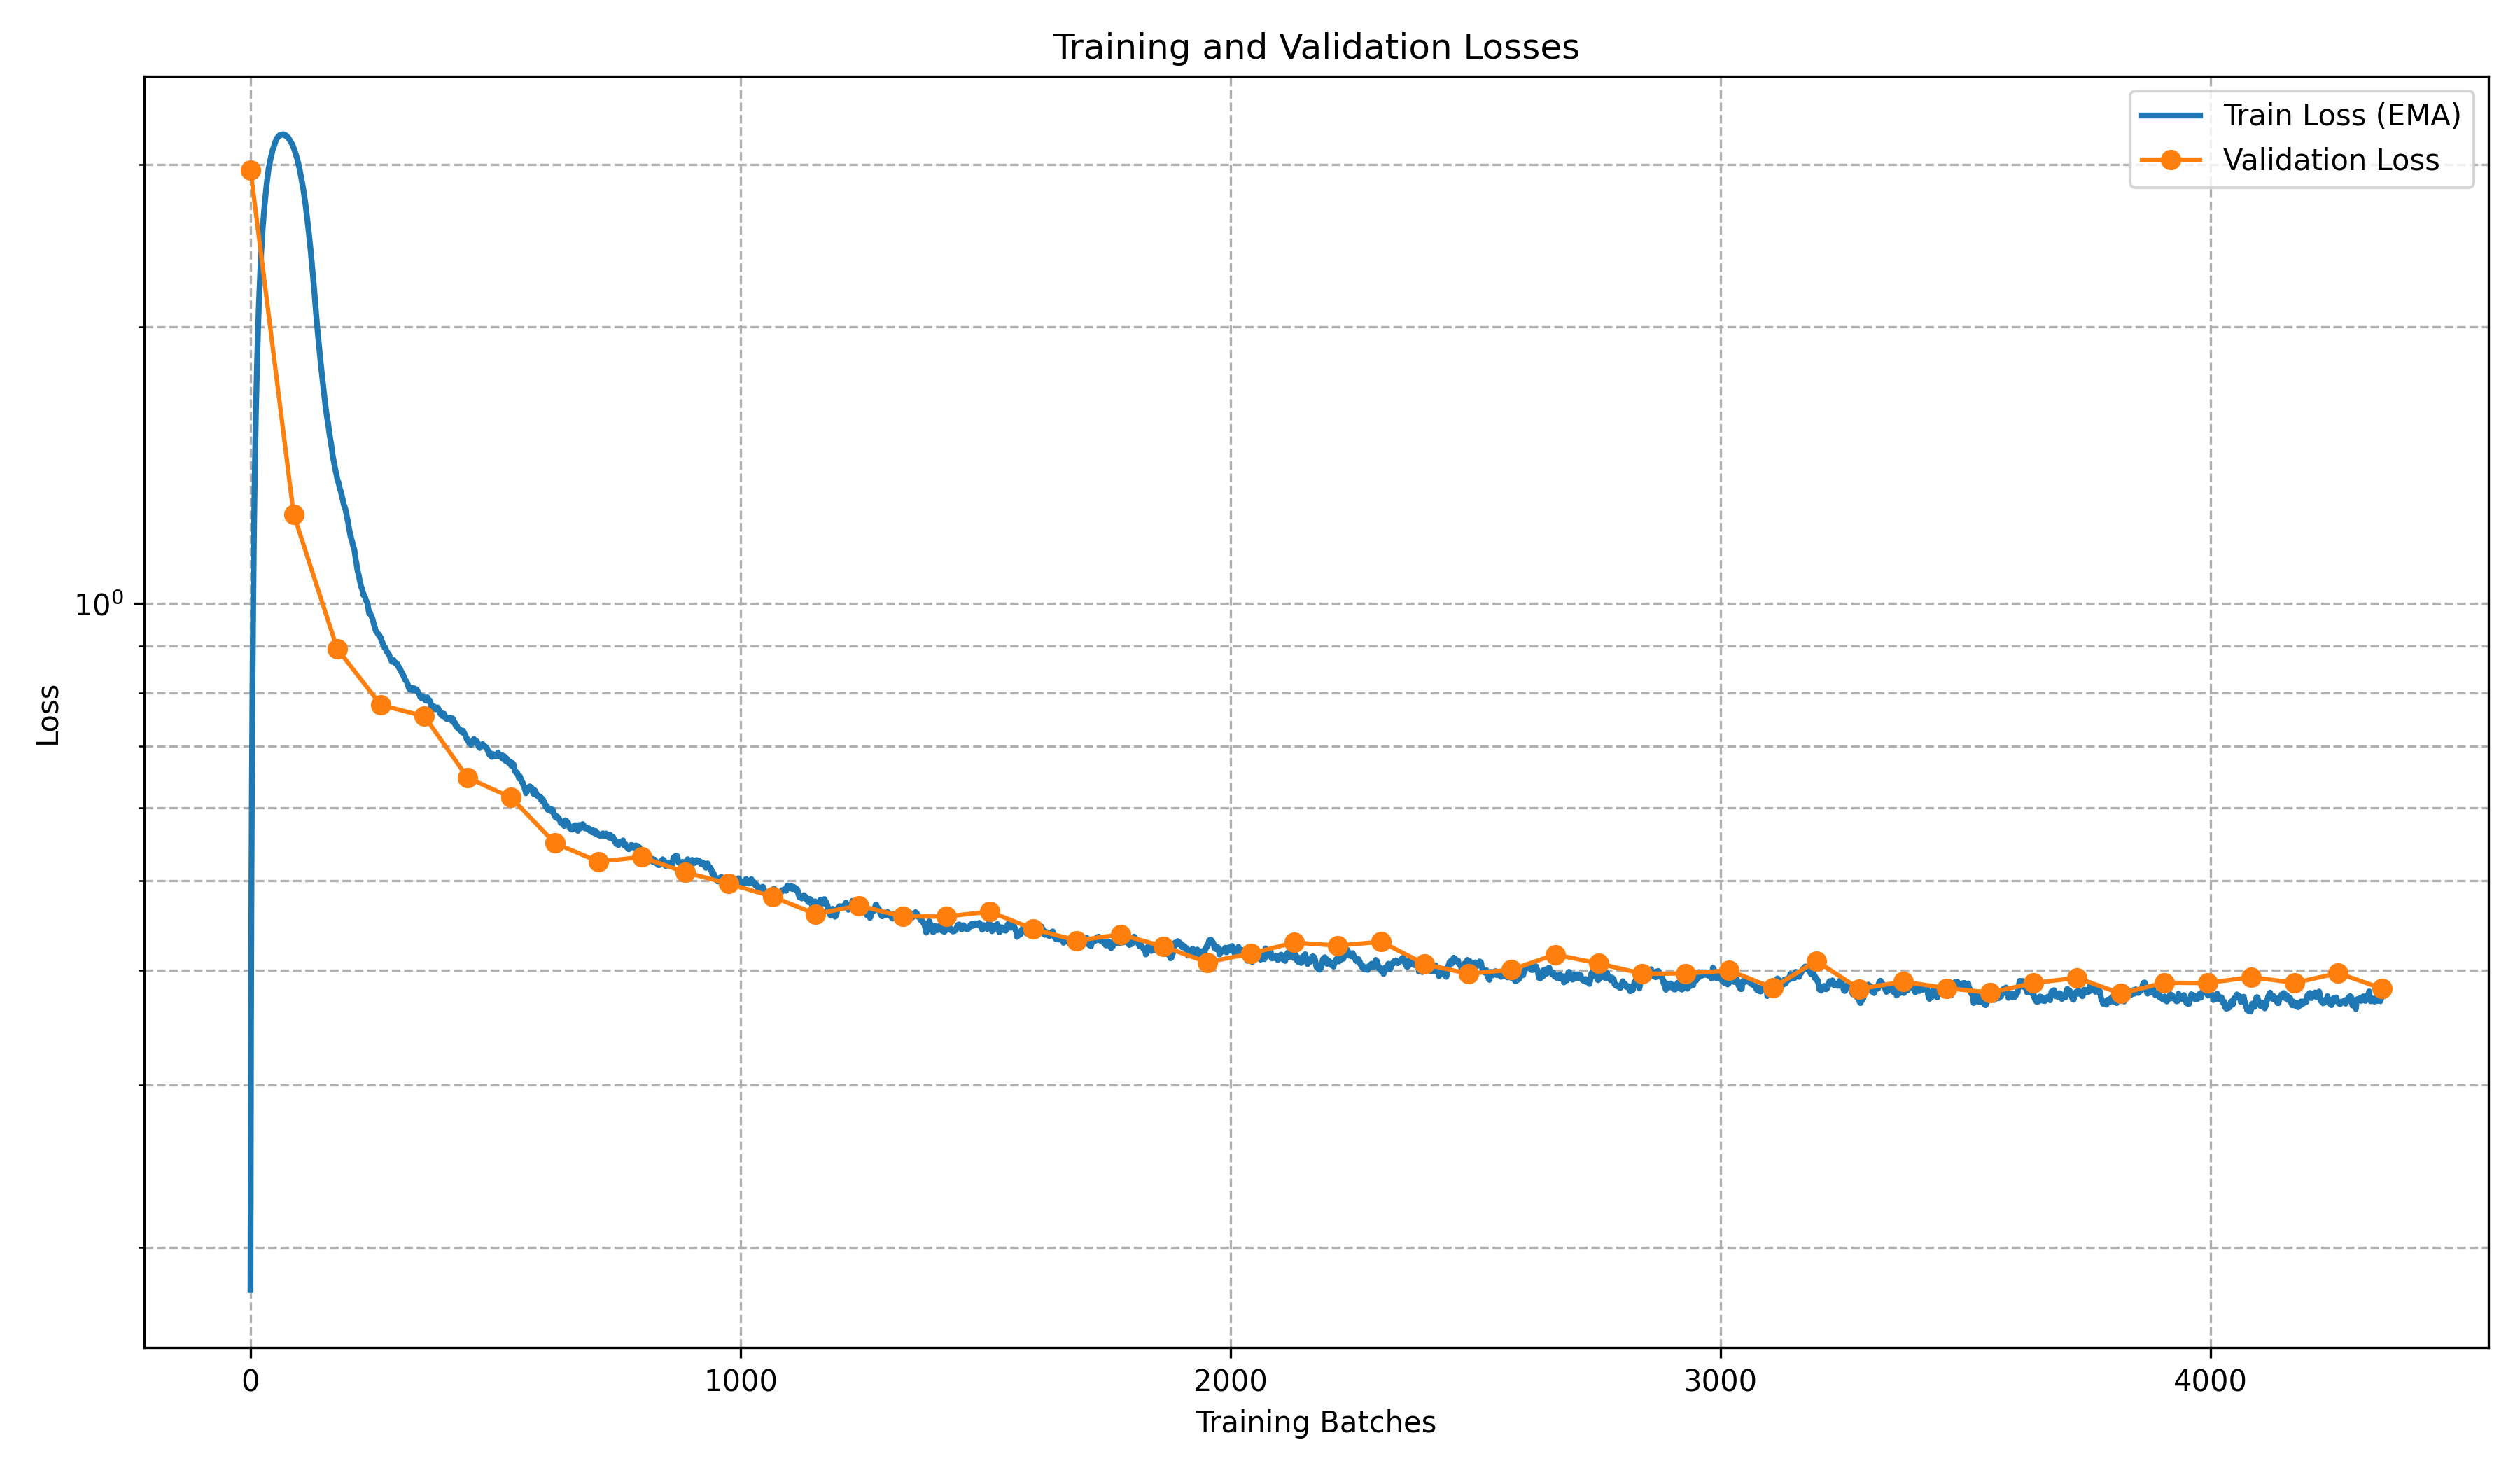 Training and Validation Losses
Train Loss (EMA)
Validation Loss
10⁰
Loss
0 1000 2000 3000 4000
Training Batches